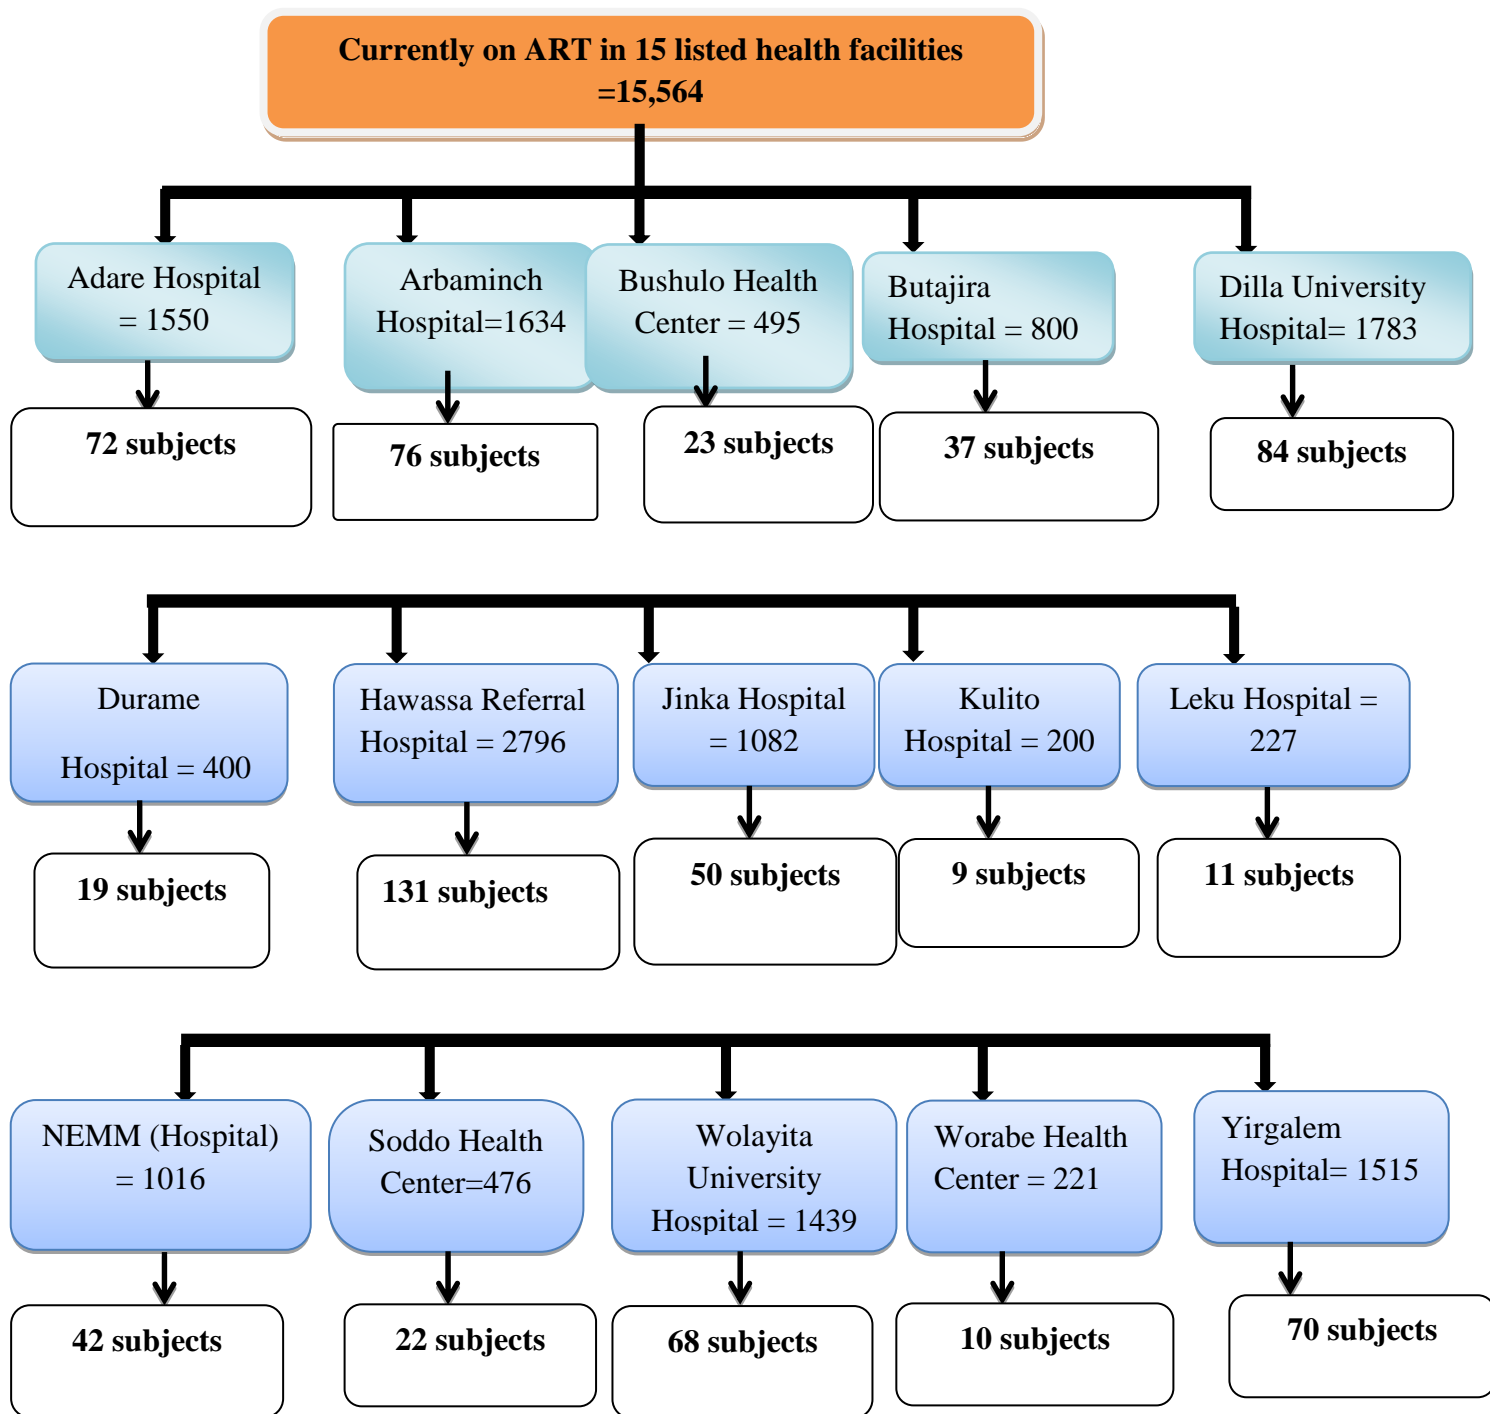 Currently on ART in 15 listed health facilities
=15,564
Adare Hospital
= 1550
Arbaminch
Hospital=1634
Bushulo Health
Center = 495
Butajira
Hospital = 800
Dilla University
Hospital= 1783
72 subjects
76 subjects
23 subjects
37 subjects
84 subjects
Durame
Hospital = 400
Hawassa Referral
Hospital = 2796
Jinka Hospital
= 1082
Kulito
Hospital = 200
Leku Hospital =
227
19 subjects
131 subjects
50 subjects
9 subjects
11 subjects
NEMM (Hospital)
= 1016
Soddo Health
Center=476
Wolayita
University
Hospital = 1439
Worabe Health
Center = 221
Yirgalem
Hospital= 1515
42 subjects
22 subjects
68 subjects
10 subjects
70 subjects